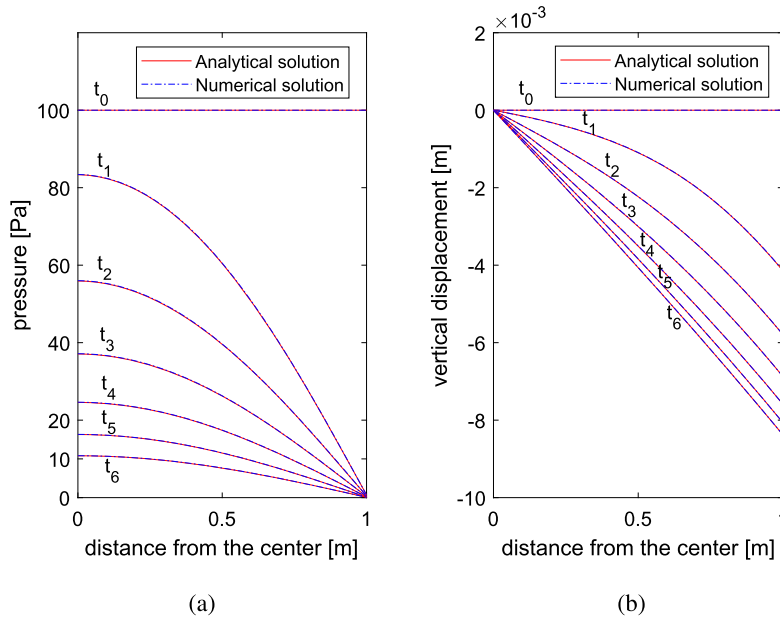 Analytical solution
Numerical solution
t0
t1
t2
t3
t4
t5
t6
100
80
60
40
20
10
0
0
0.5
1
pressure [Pa]
distance from the center [m]
(a)
×10-3
Analytical solution
Numerical solution
t0
t1
t2
t3
t4
t5
t6
2
0
-2
-4
-6
-8
-10
0
0.5
1
vertical displacement [m]
distance from the center [m]
(b)